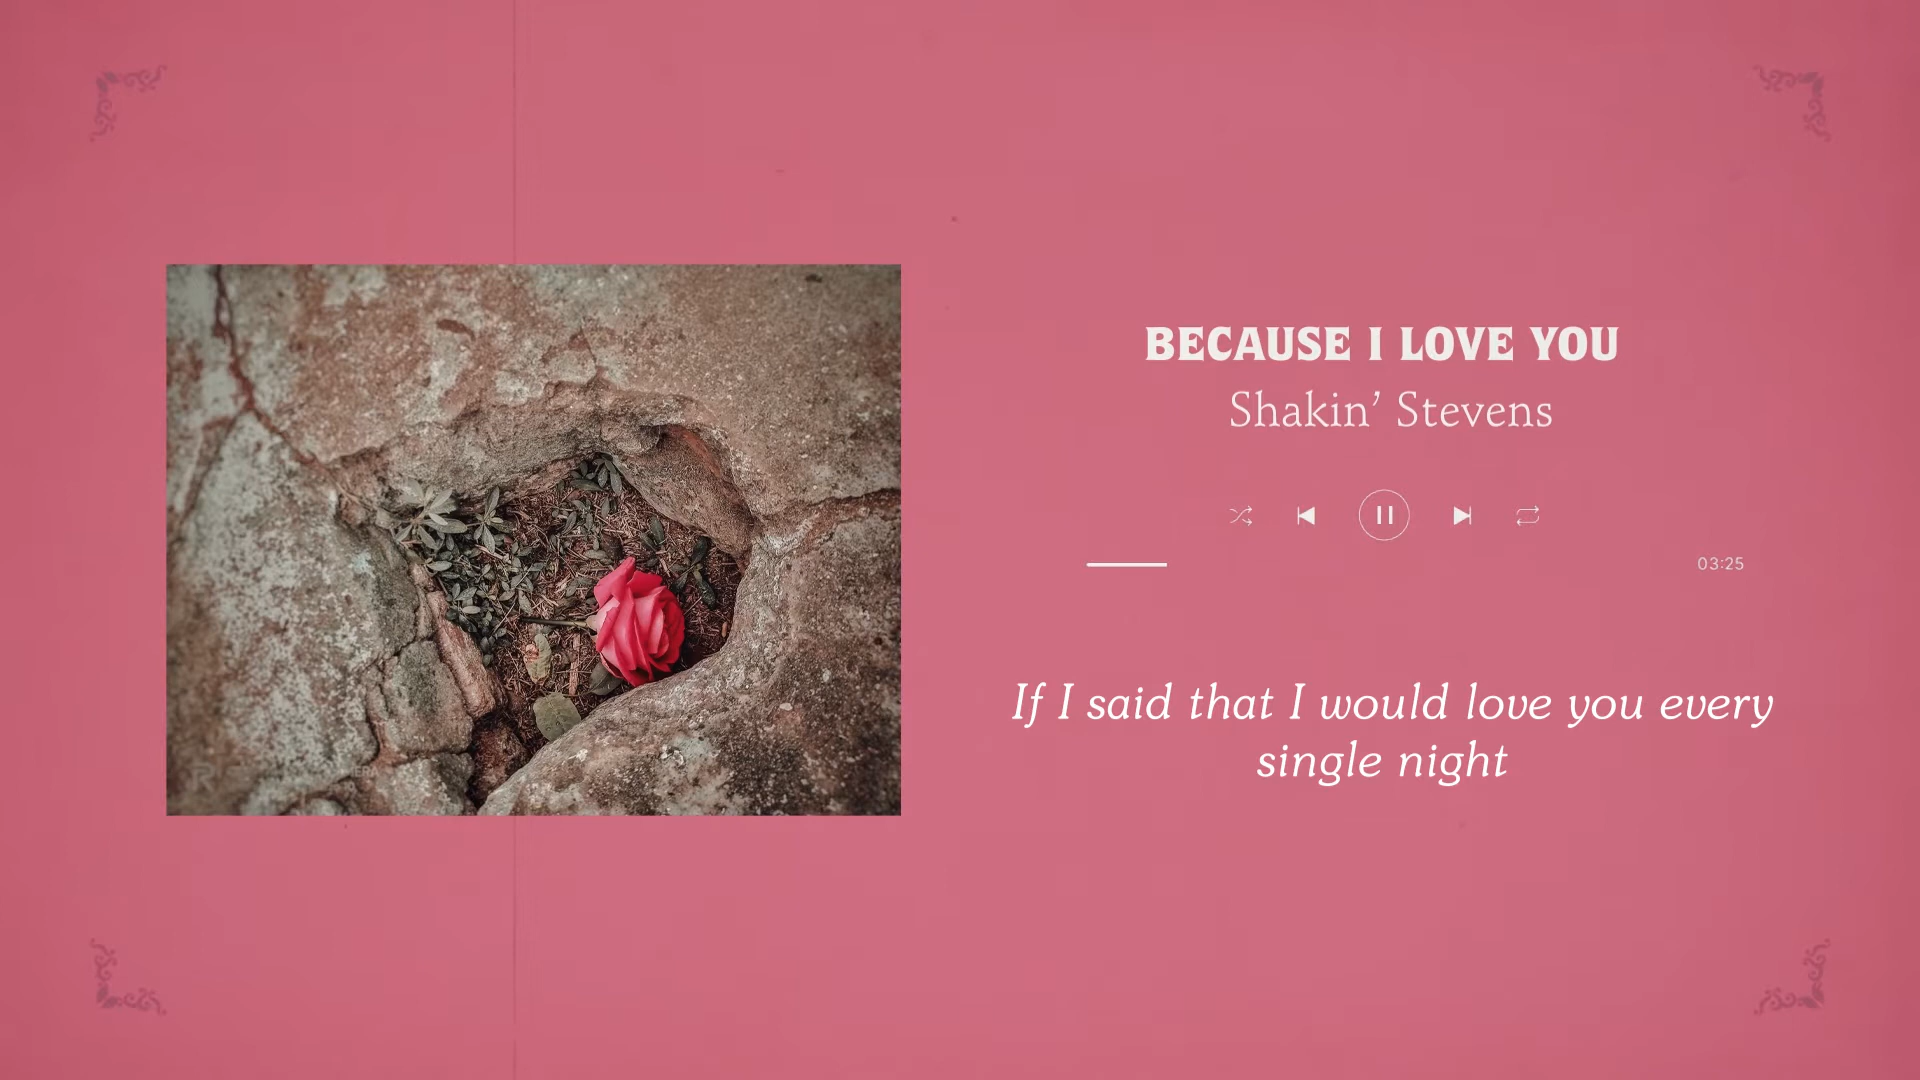 BECAUSE I LOVE YOU
Shakin’ Stevens
03:25
If I said that I would love you every
single night